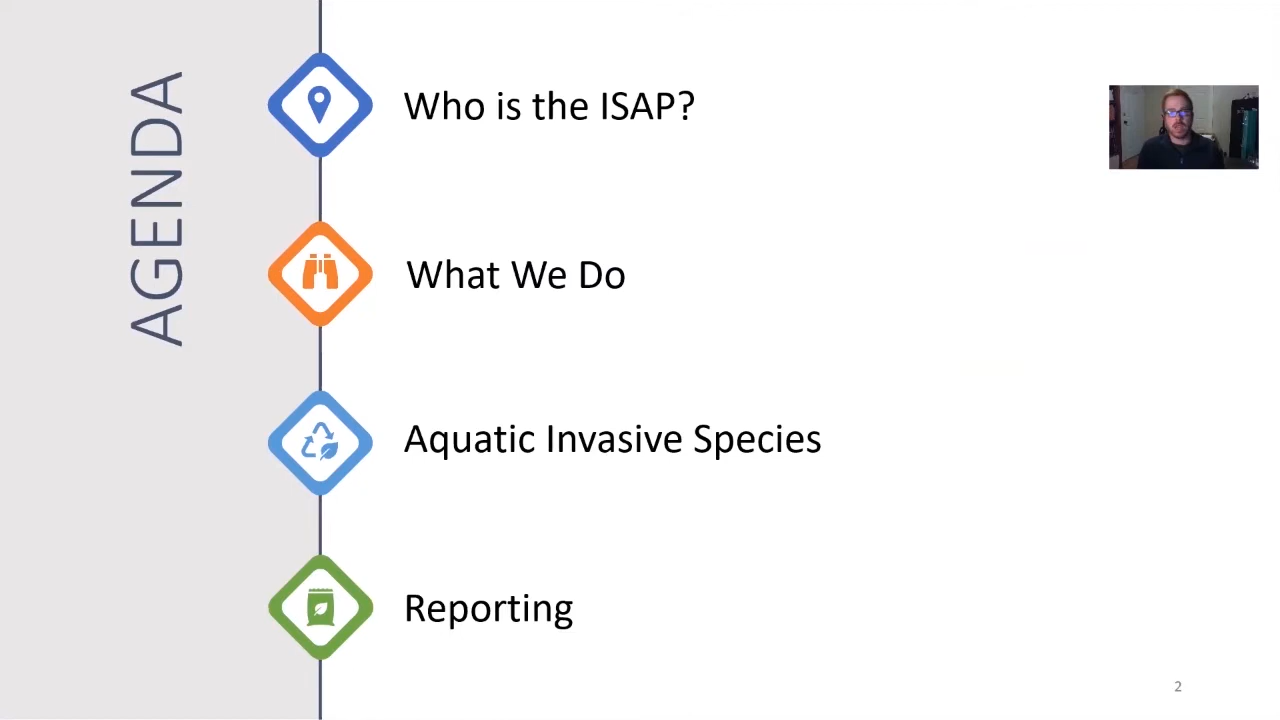 AGENDA
Who is the ISAP?
What We Do
Aquatic Invasive Species
Reporting
2